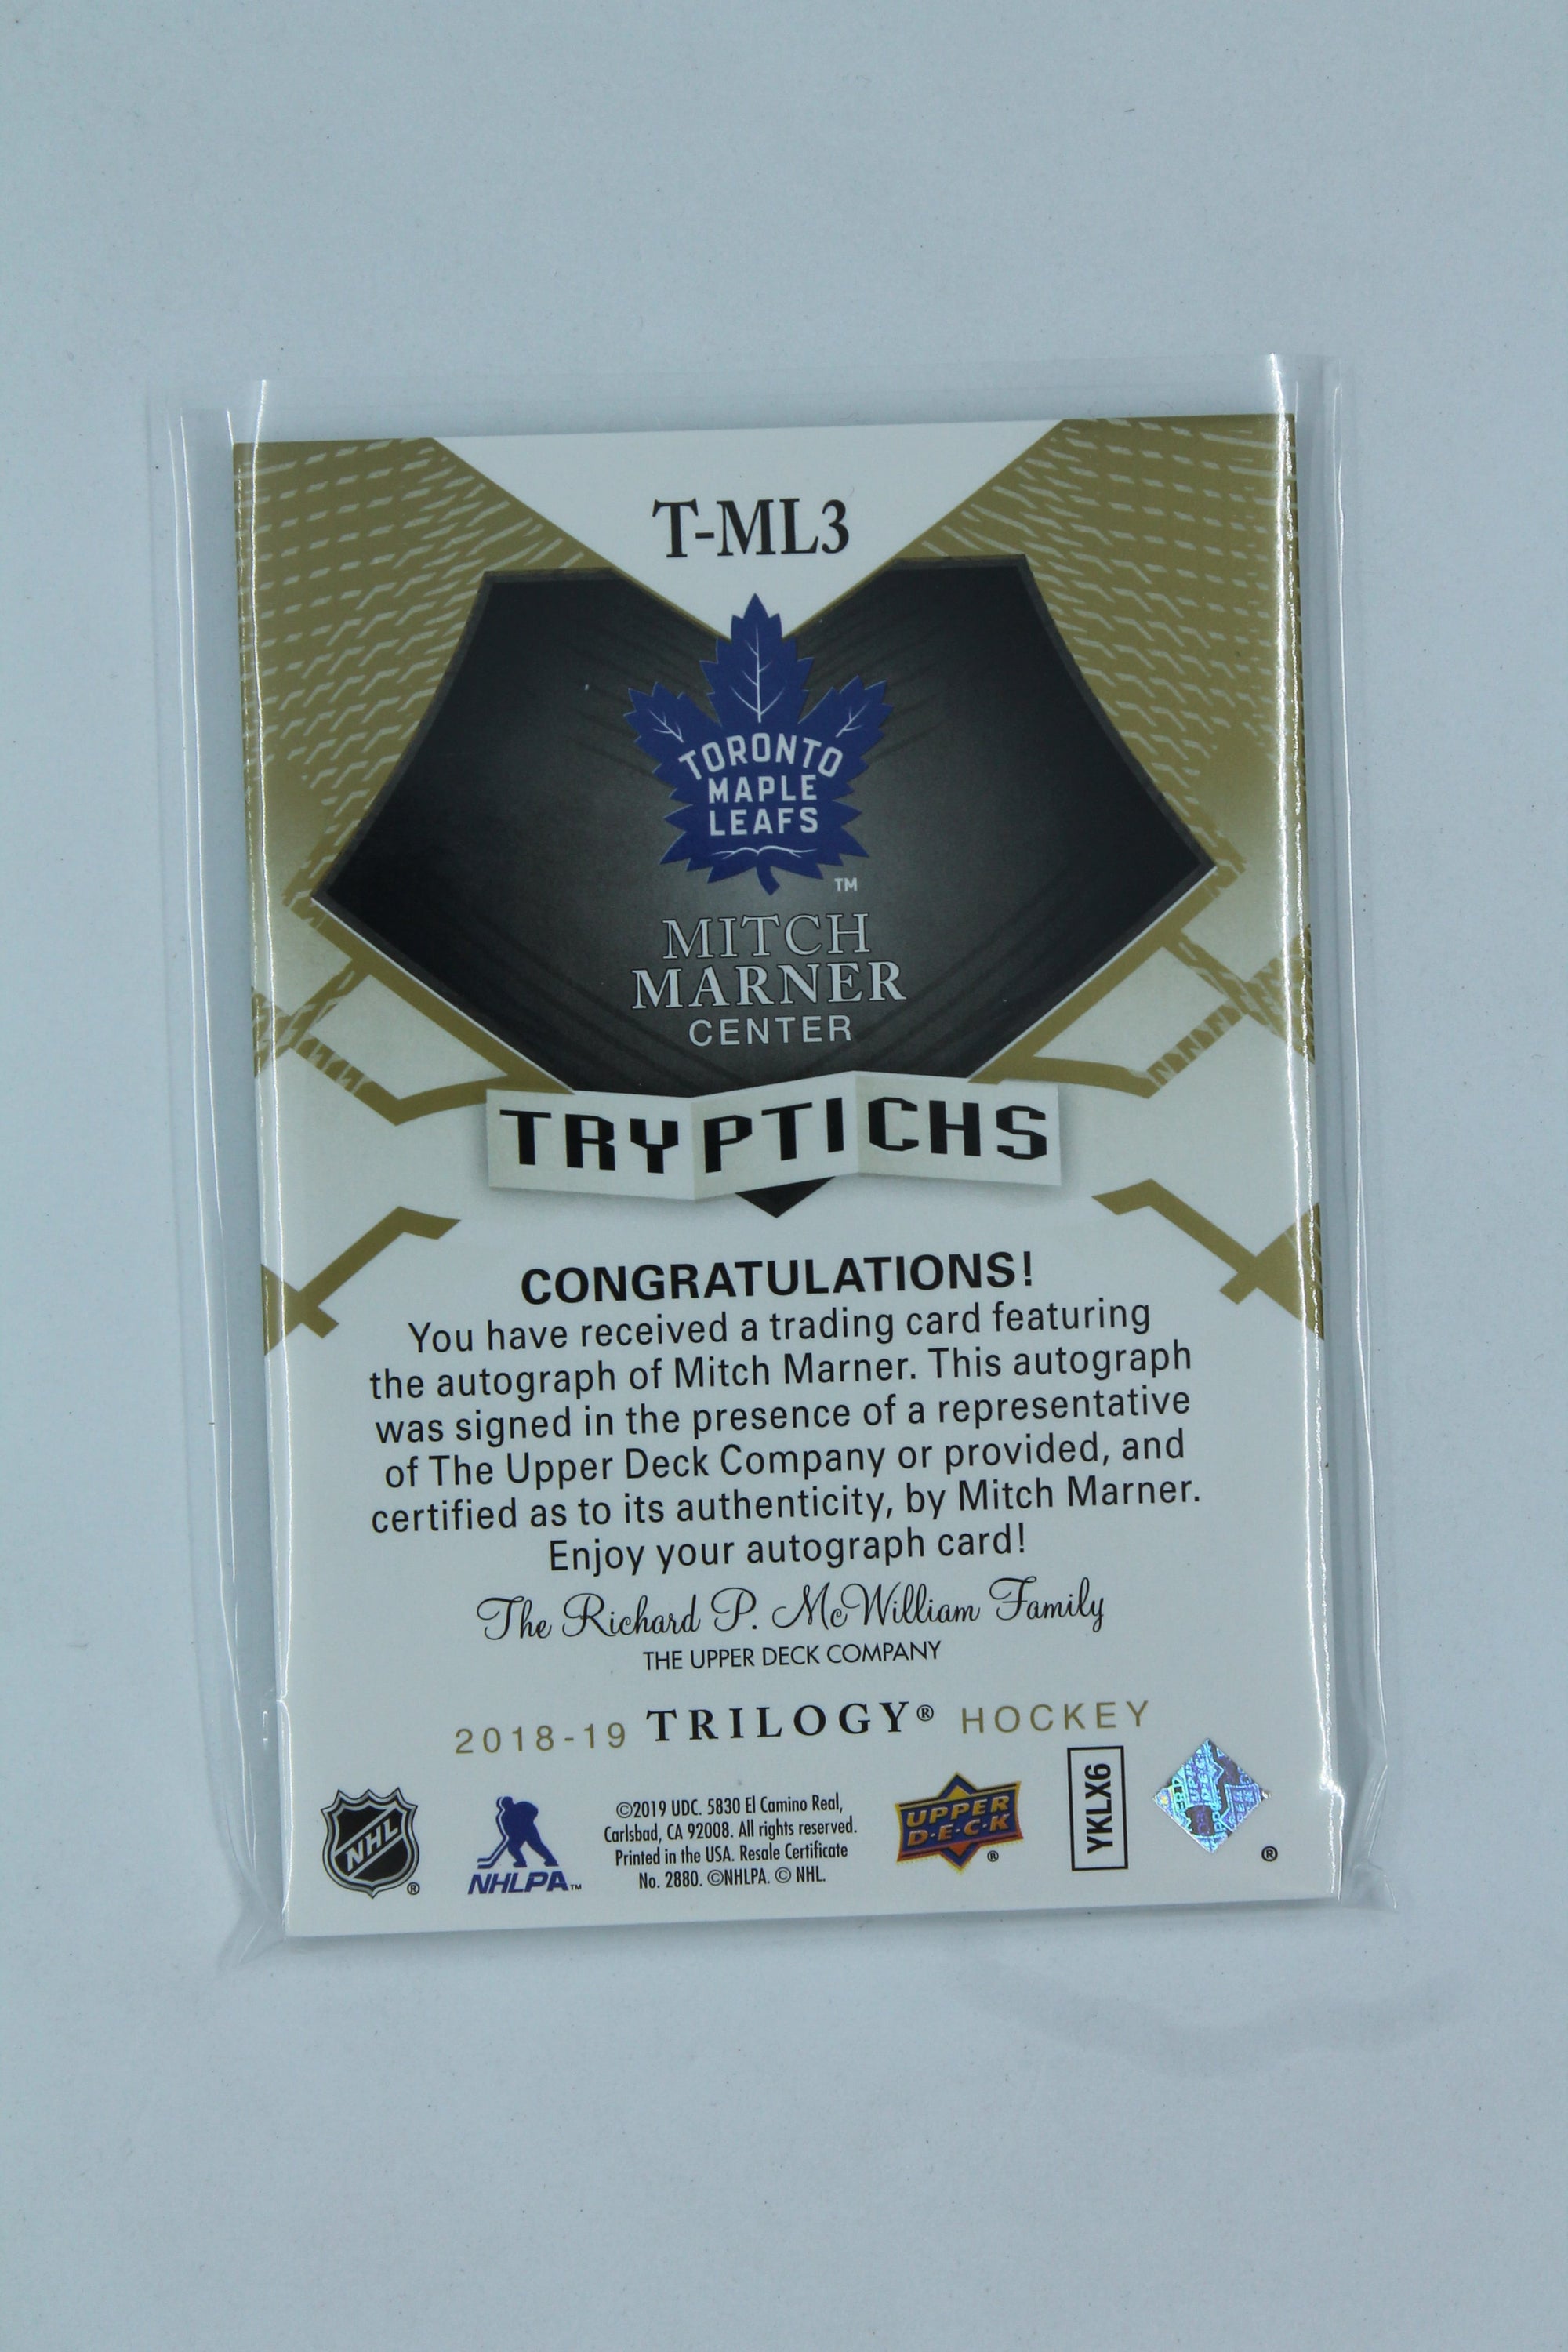 T-ML3
TORONTO
MAPLE
LEAFS
™
MITCH
MARNER
CENTER
TRYPTICHS
CONGRATULATIONS!
You have received a trading card featuring
the autograph of Mitch Marner. This autograph
was signed in the presence of a representative
of The Upper Deck Company or provided, and
certified as to its authenticity, by Mitch Marner.
Enjoy your autograph card!
The Richard P. McWilliam Family
THE UPPER DECK COMPANY
2018-19 TRILOGY® HOCKEY
NHL ®
NHLPA™
©2019 UDC. 5830 El Camino Real,
Carlsbad, CA 92008. All rights reserved.
Printed in the USA. Resale Certificate
No. 2880. ©NHLPA. © NHL.
UPPER
D·E·C·K ®
YKLX6
®